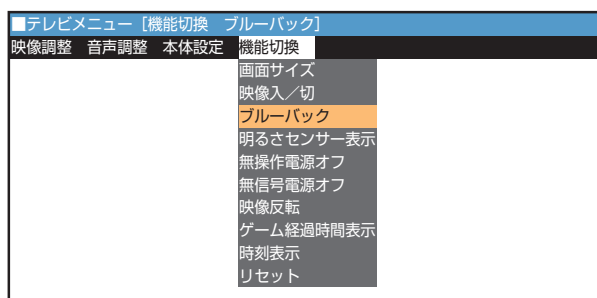 ■テレビメニュー［機能切換　ブルーバック］
映像調整　音声調整　本体設定　機能切換
画面サイズ
映像入／切
ブルーバック
明るさセンサー表示
無操作電源オフ
無信号電源オフ
映像反転
ゲーム経過時間表示
時刻表示
リセット